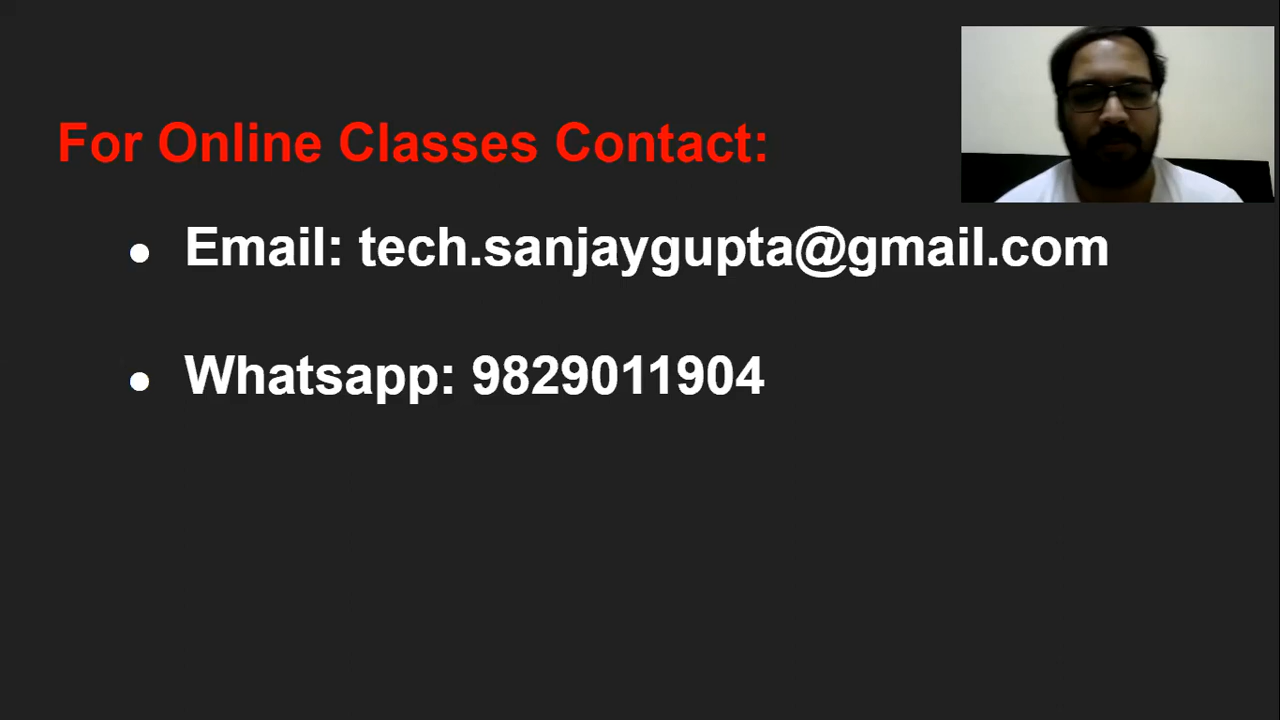 For Online Classes Contact:
● Email: tech.sanjaygupta@gmail.com
● Whatsapp: 9829011904